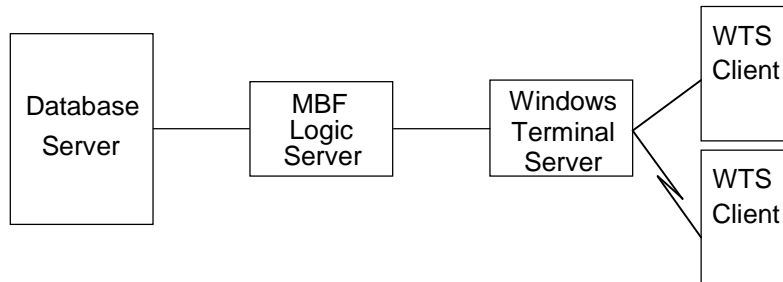 Database
Server
MBF
Logic
Server
Windows
Terminal
Server
WTS
Client
WTS
Client